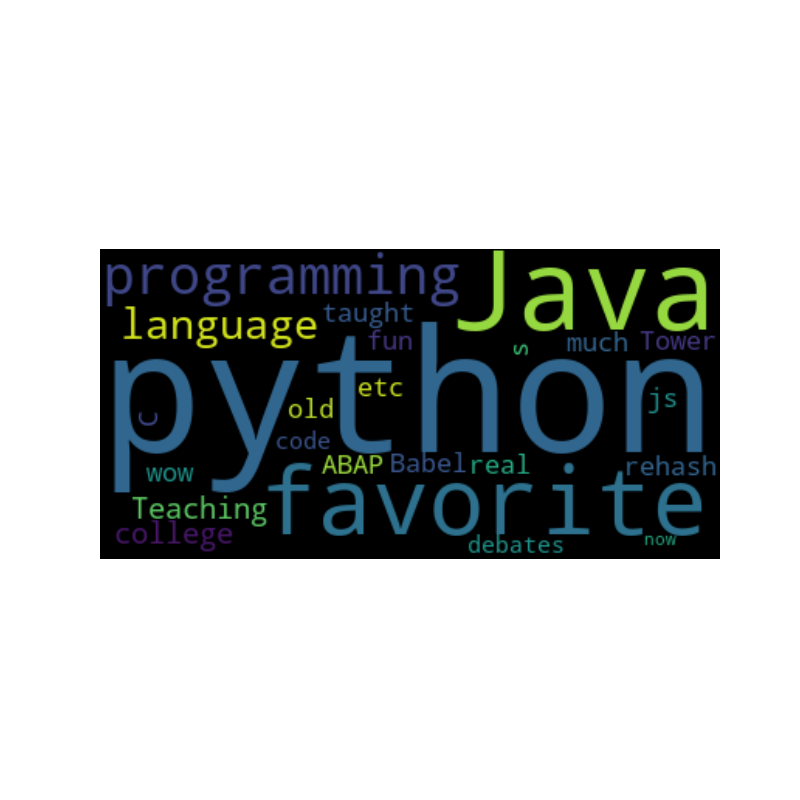 programming Java
language taught
fun s much Tower
python
etc
old js
c
code
ABAP Babel real rehash
wow
favorite
Teaching
college
debates now